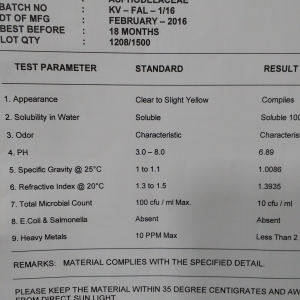 ASPHODELACEAE
BATCH NO : KV – FAL – 1/16
DT OF MFG : FEBRUARY – 2016
BEST BEFORE : 18 MONTHS
LOT QTY : 1208/1500
TEST PARAMETER STANDARD RESULT
1. Appearance Clear to Slight Yellow Complies
2. Solubility in Water Soluble Soluble 100
3. Odor Characteristic Characteristic
4. PH 3.0 – 8.0 6.89
5. Specific Gravity @ 25°C 1 to 1.1 1.0086
6. Refractive Index @ 20°C 1.3 to 1.5 1.3935
7. Total Microbial Count 100 cfu / ml Max. 10 cfu / ml
8. E.Coli & Salmonella Absent Absent
9. Heavy Metals 10 PPM Max Less Than 2
REMARKS: MATERIAL COMPLIES WITH THE SPECIFIED DETAIL.
PLEASE KEEP THE MATERIAL WITHIN 35 DEGREE CENTIGRATES AND AW
FROM DIRECT SUN LIGHT